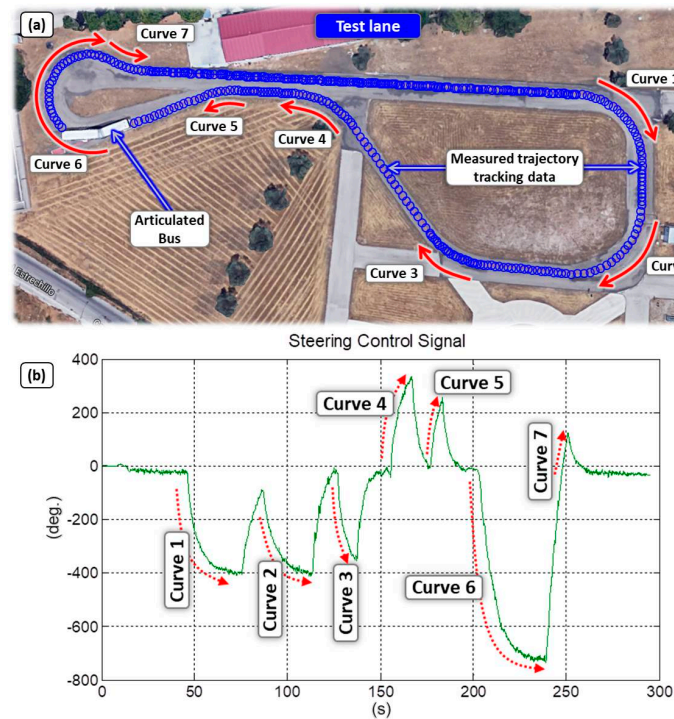 (a)
Test lane
Curve 7
Curve 1
Curve 6
Curve 5
Curve 4
Measured trajectory
tracking data
Articulated
Bus
Curve 3
Curv
Estrechillo
Steering Control Signal
(b)
400
200
0
-200
-400
-600
-800
(deg.)
Curve 1
Curve 2
Curve 3
Curve 4
Curve 5
Curve 6
Curve 7
0
50
100
150
200
250
300
(s)